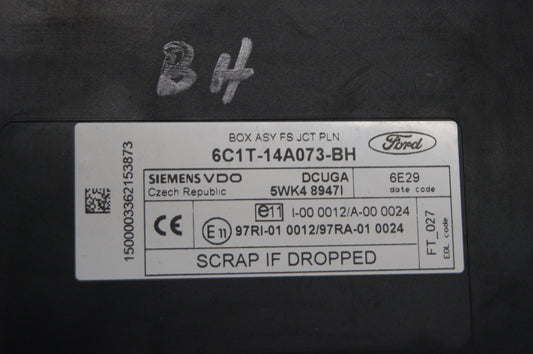 BH
BOX ASY FS JCT PLN
6C1T-14A073-BH
Ford
SIEMENS VDO
Czech Republic
DCUGA
5WK4 8947I
6E29
date code
1500003362153873
CE
e11 I-00 0012/A-00 0024
E11 97RI-01 0012/97RA-01 0024
FT_027
EOL code
SCRAP IF DROPPED